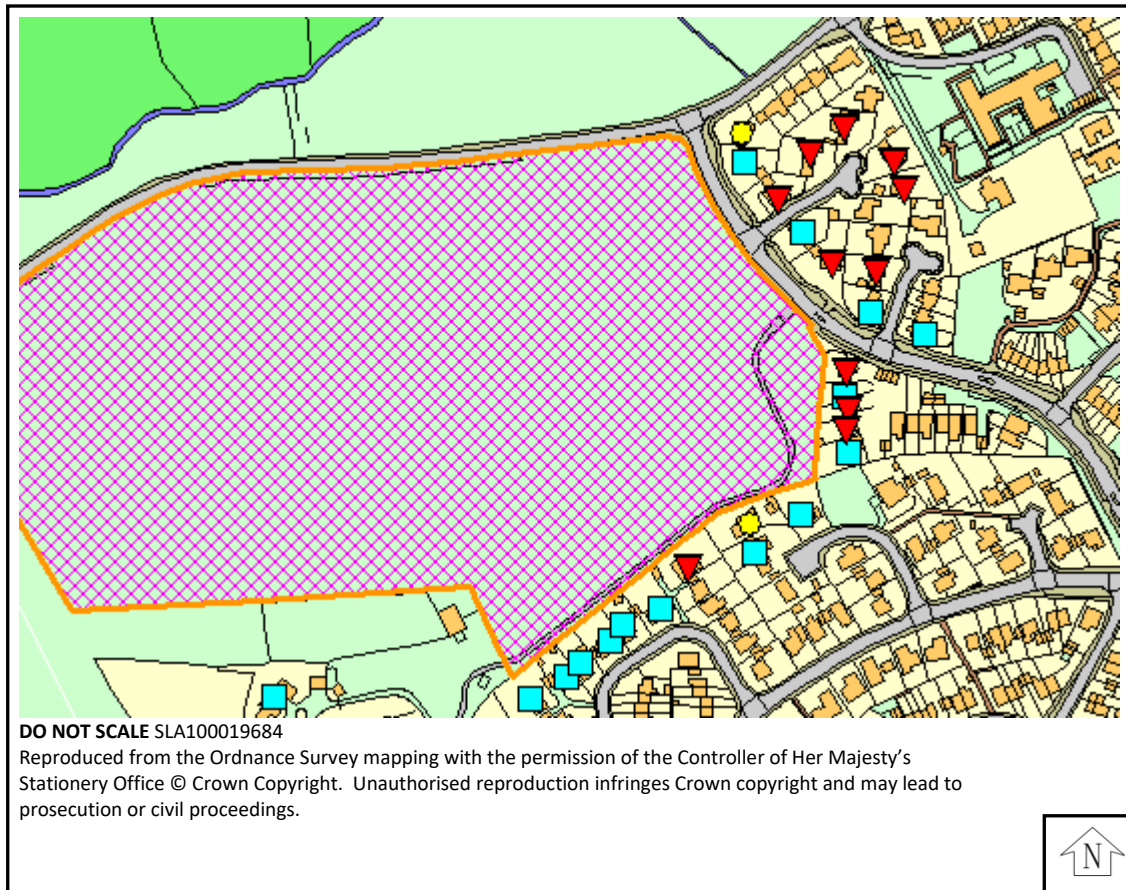 DO NOT SCALE SLA100019684
Reproduced from the Ordnance Survey mapping with the permission of the Controller of Her Majesty’s
Stationery Office © Crown Copyright.  Unauthorised reproduction infringes Crown copyright and may lead to
prosecution or civil proceedings.
N